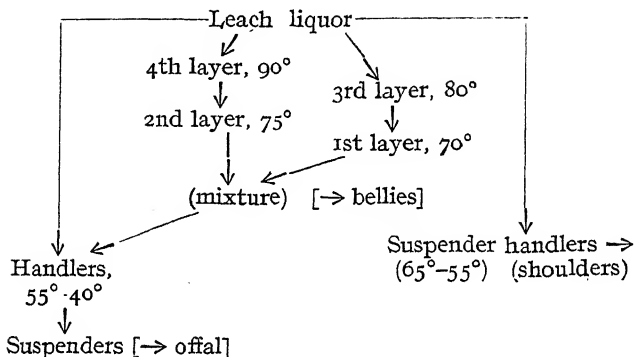 Leach liquor
4th layer, 90°
3rd layer, 80°
2nd layer, 75°
1st layer, 70°
(mixture) [→ bellies]
Suspender handlers →
(65°–55°) (shoulders)
Handlers,
55°-40°
Suspenders [→ offal]